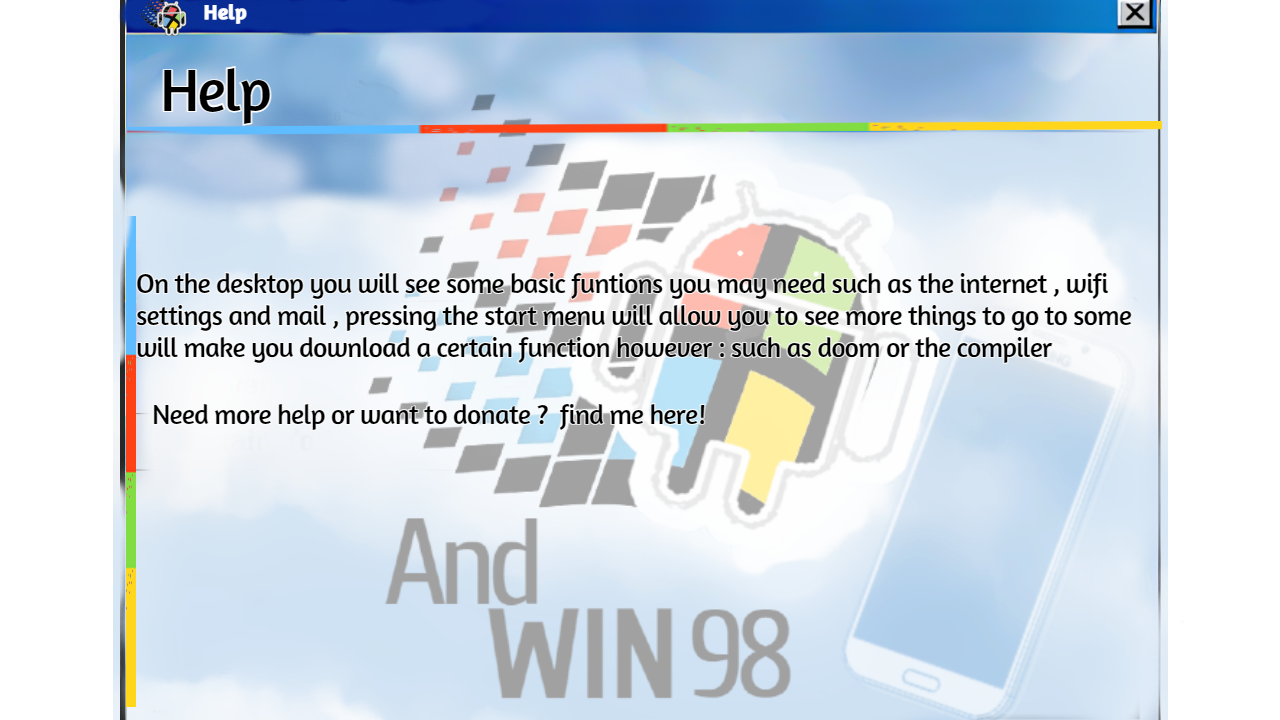 Help
Help
On the desktop you will see some basic funtions you may need such as the internet , wifi
settings and mail , pressing the start menu will allow you to see more things to go to some
will make you download a certain function however : such as doom or the compiler
Need more help or want to donate ? find me here!
And
WIN 98